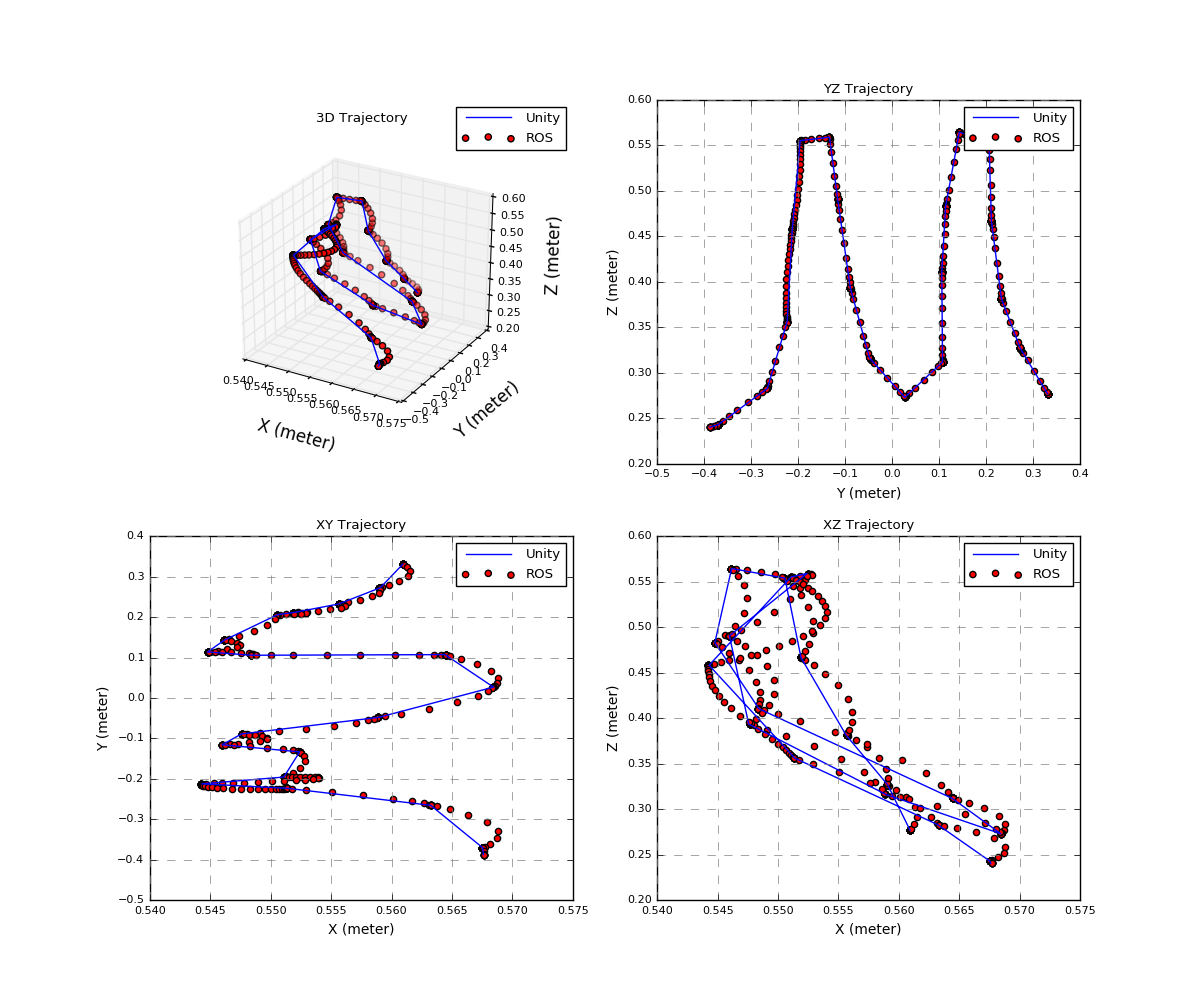 3D Trajectory
Unity
ROS
0.60
0.55
0.50
0.45
0.40
0.35
0.30
0.25
0.20
Z (meter)
0.4
0.3
0.2
0.1
0.0
−0.1
−0.2
−0.3
−0.4
−0.5
Y (meter)
0.540
0.545
0.550
0.555
0.560
0.565
0.570
0.575
X (meter)
YZ Trajectory
Unity
ROS
0.60
0.55
0.50
0.45
0.40
0.35
0.30
0.25
0.20
Z (meter)
−0.5 −0.4 −0.3 −0.2 −0.1 0.0 0.1 0.2 0.3 0.4
Y (meter)
XY Trajectory
Unity
ROS
0.4
0.3
0.2
0.1
0.0
−0.1
−0.2
−0.3
−0.4
−0.5
Y (meter)
0.540 0.545 0.550 0.555 0.560 0.565 0.570 0.575
X (meter)
XZ Trajectory
Unity
ROS
0.60
0.55
0.50
0.45
0.40
0.35
0.30
0.25
0.20
Z (meter)
0.540 0.545 0.550 0.555 0.560 0.565 0.570 0.575
X (meter)